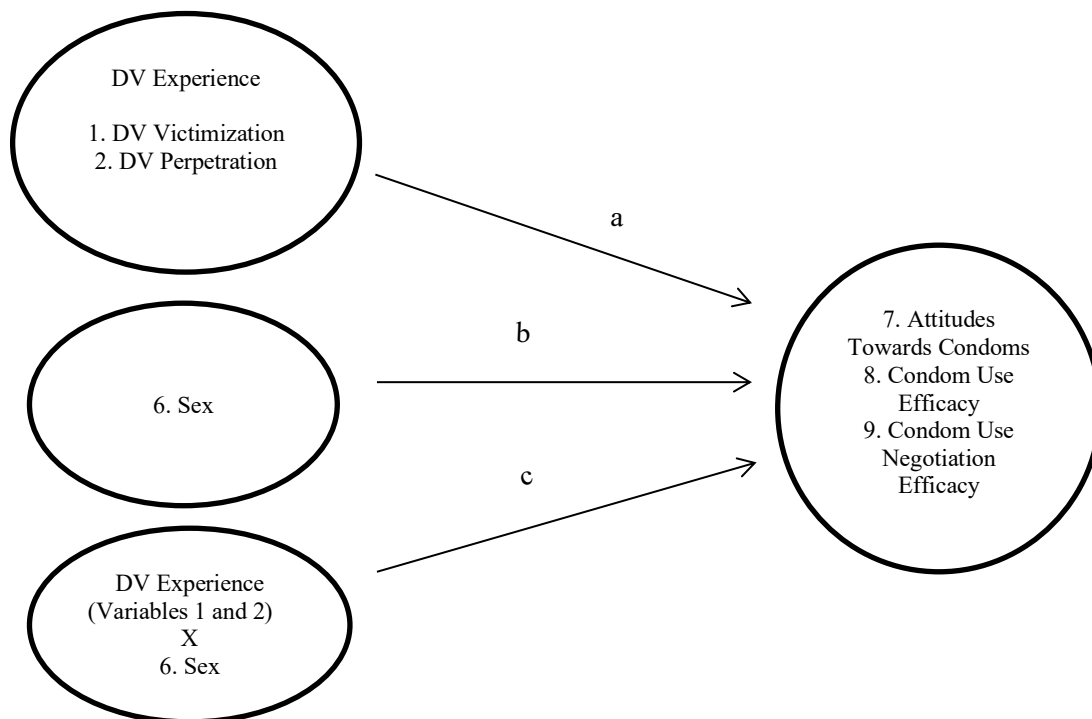 DV Experience
1. DV Victimization
2. DV Perpetration
a
b
6. Sex
c
DV Experience
(Variables 1 and 2)
X
6. Sex
7. Attitudes
Towards Condoms
8. Condom Use
Efficacy
9. Condom Use
Negotiation
Efficacy